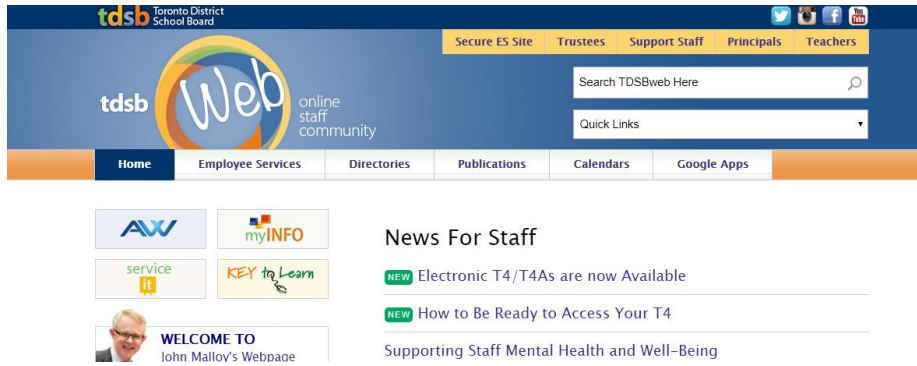 tdsb Toronto District
School Board
You
Tube
Secure ES Site Trustees Support Staff Principals Teachers
Search TDSBweb Here
tdsb Web online
staff
community
Quick Links
Home Employee Services Directories Publications Calendars Google Apps
AW myINFO
service
it
KEY to Learn
WELCOME TO
John Malloy's Webpage
News For Staff
NEW Electronic T4/T4As are now Available
NEW How to Be Ready to Access Your T4
Supporting Staff Mental Health and Well-Being